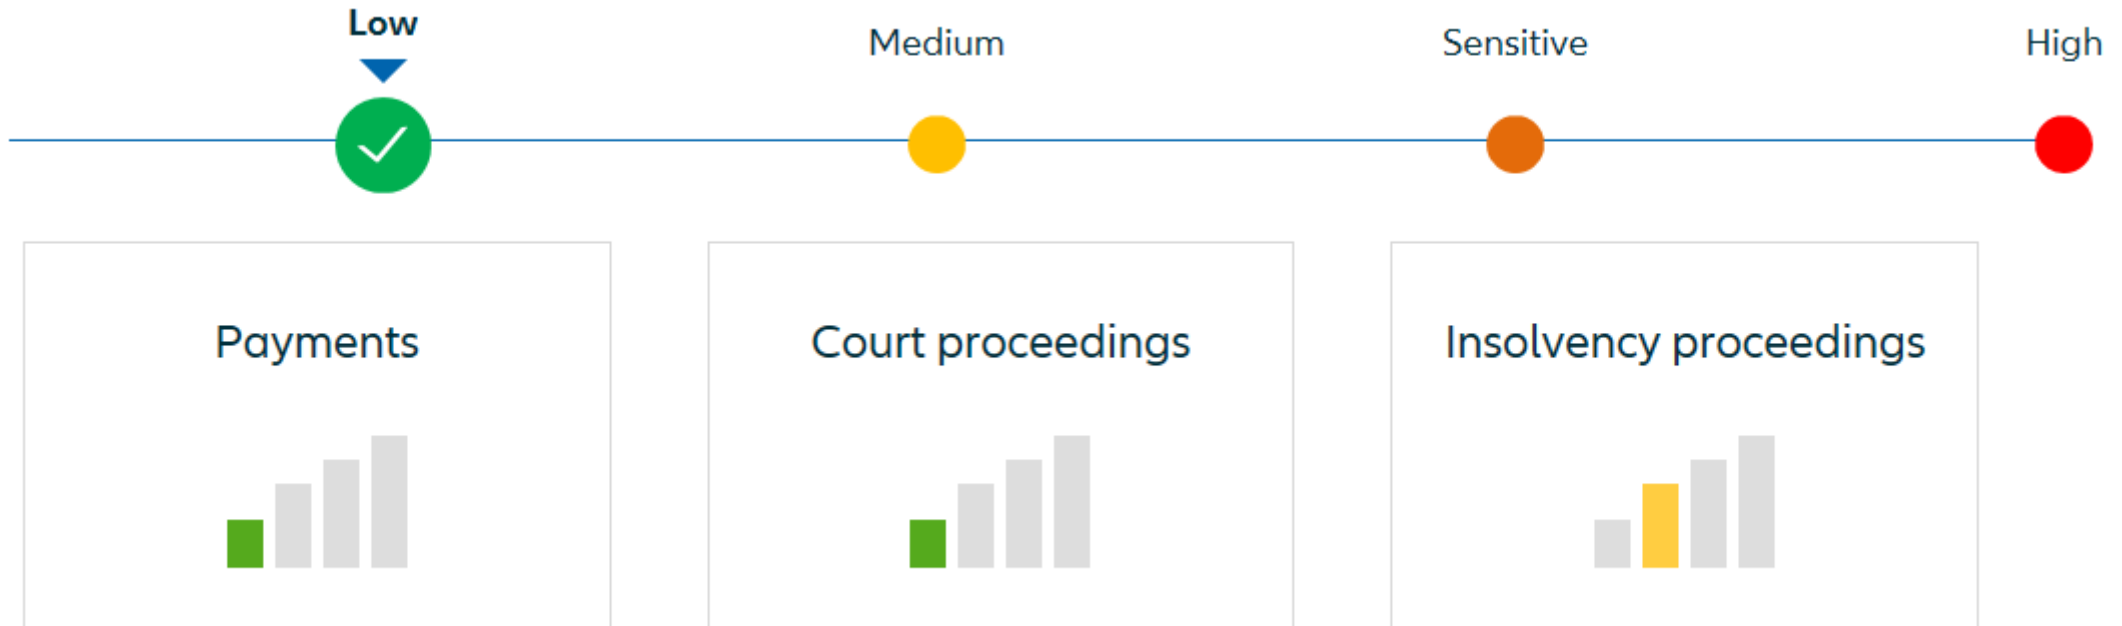 Low
Medium
Sensitive
High
Payments
Court proceedings
Insolvency proceedings